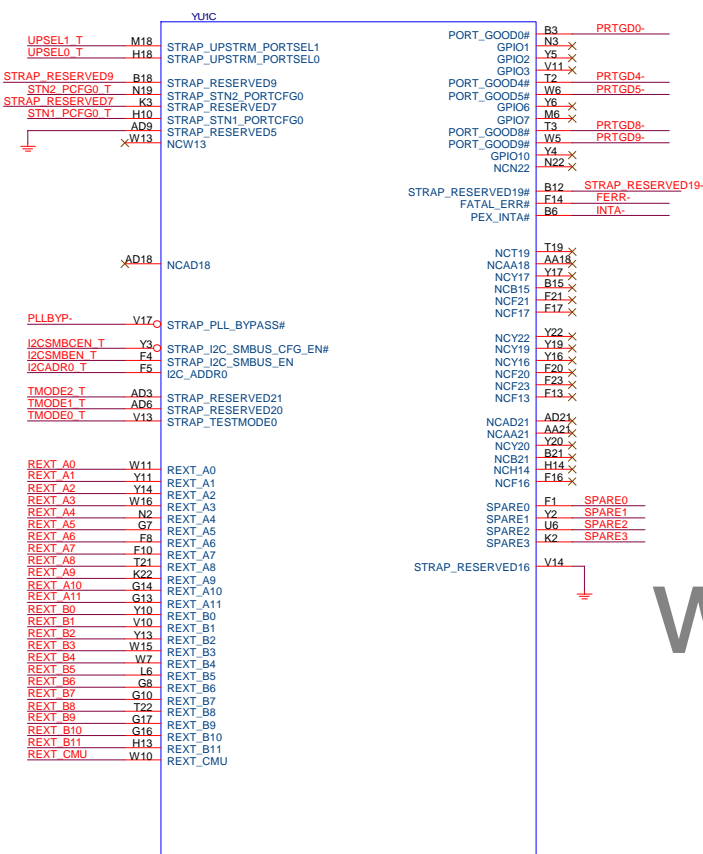 YU1C
UPSEL1_T M18 STRAP_UPSTRM_PORTSEL1
UPSEL0_T H18 STRAP_UPSTRM_PORTSEL0
STRAP_RESERVED9 B18 STRAP_RESERVED9
STN2_PCFG0_T N19 STRAP_STN2_PORTCFG0
STRAP_RESERVED7 K3 STRAP_RESERVED7
STN1_PCFG0_T H10 STRAP_STN1_PORTCFG0
AD9 STRAP_RESERVED5
W13 NCW13
AD18 NCAD18
PLLBYP- V17 STRAP_PLL_BYPASS#
I2CSMBCEN_T Y3 STRAP_I2C_SMBUS_CFG_EN#
I2CSMBEN_T F4 STRAP_I2C_SMBUS_EN
I2CADR0_T F5 I2C_ADDR0
TMODE2_T AD3 STRAP_RESERVED21
TMODE1_T AD6 STRAP_RESERVED20
TMODE0_T V13 STRAP_TESTMODE0
REXT_A0 W11 REXT_A0
REXT_A1 Y11 REXT_A1
REXT_A2 Y14 REXT_A2
REXT_A3 W16 REXT_A3
REXT_A4 N2 REXT_A4
REXT_A5 G7 REXT_A5
REXT_A6 F8 REXT_A6
REXT_A7 F10 REXT_A7
REXT_A8 T21 REXT_A8
REXT_A9 K22 REXT_A9
REXT_A10 G14 REXT_A10
REXT_A11 G13 REXT_A11
REXT_B0 Y10 REXT_B0
REXT_B1 V10 REXT_B1
REXT_B2 Y13 REXT_B2
REXT_B3 W15 REXT_B3
REXT_B4 W7 REXT_B4
REXT_B5 L6 REXT_B5
REXT_B6 G8 REXT_B6
REXT_B7 G10 REXT_B7
REXT_B8 T22 REXT_B8
REXT_B9 G17 REXT_B9
REXT_B10 G16 REXT_B10
REXT_B11 H13 REXT_B11
REXT_CMU W10 REXT_CMU
PORT_GOOD0# B3 PRTGD0-
GPIO1 N3
GPIO2 Y5
GPIO3 V11
PORT_GOOD4# T2 PRTGD4-
PORT_GOOD5# W6 PRTGD5-
GPIO6 Y6
GPIO7 M6
PORT_GOOD8# T3 PRTGD8-
PORT_GOOD9# W5 PRTGD9-
GPIO10 Y4
NCN22 N22
STRAP_RESERVED19# B12 STRAP_RESERVED19-
FATAL_ERR# F14 FERR-
PEX_INTA# B6 INTA-
NCT19 T19
NCAA18 AA18
NCY17 Y17
NCB15 B15
NCF21 F21
NCF17 F17
NCY22 Y22
NCY19 Y19
NCY16 Y16
NCF20 F20
NCF23 F23
NCF13 F13
NCAD21 AD21
NCAA21 AA21
NCY20 Y20
NCB21 B21
NCH14 H14
NCF16 F16
SPARE0 F1 SPARE0
SPARE1 Y2 SPARE1
SPARE2 U6 SPARE2
SPARE3 K2 SPARE3
STRAP_RESERVED16 V14